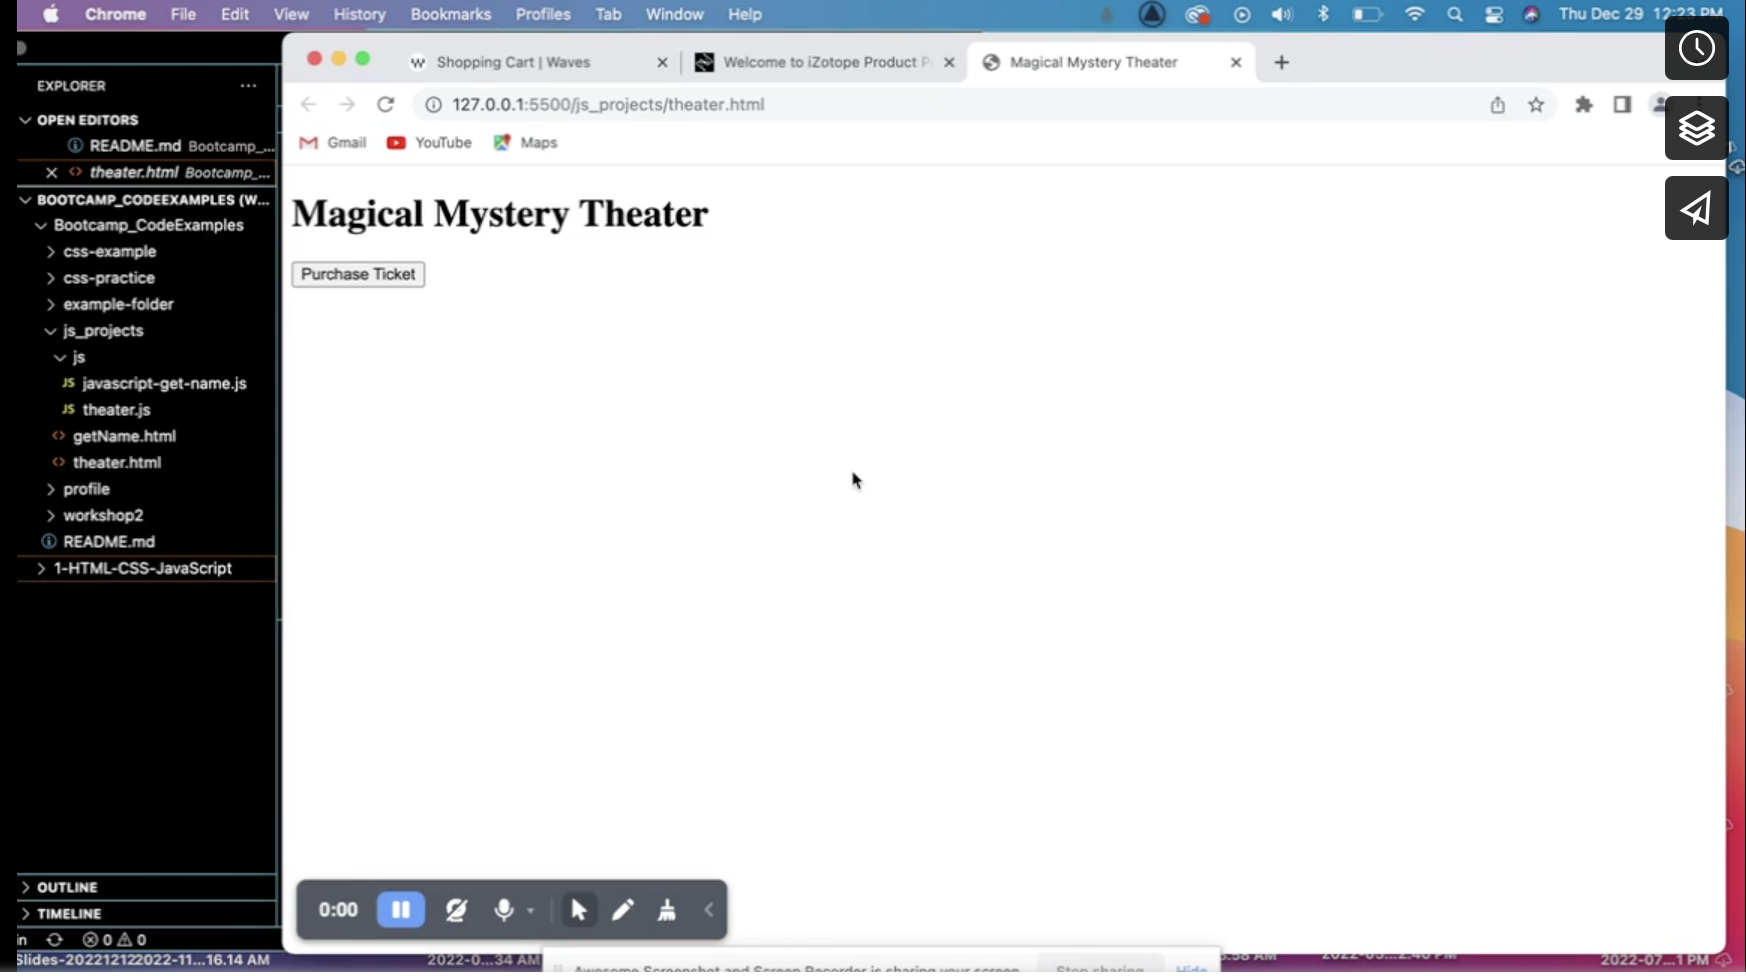 Chrome File Edit View History Bookmarks Profiles Tab Window Help Thu Dec 29 12:23 PM
EXPLORER
OPEN EDITORS
README.md Bootcamp_...
theater.html Bootcamp_...
BOOTCAMP_CODEEXAMPLES (W...
Bootcamp_CodeExamples
css-example
css-practice
example-folder
js_projects
js
JS javascript-get-name.js
JS theater.js
getName.html
theater.html
profile
workshop2
README.md
1-HTML-CSS-JavaScript
OUTLINE
TIMELINE
in 0 0
Shopping Cart | Waves
Welcome to iZotope Product P
Magical Mystery Theater
127.0.0.1:5500/js_projects/theater.html
Gmail YouTube Maps
Magical Mystery Theater
Purchase Ticket
0:00
Slides-202212122022-11...16.14 AM 2022-0...34 AM
Awesome Screenshot and Screen Recorder is sharing your screen. Stop sharing Hide
2022-07...1 PM